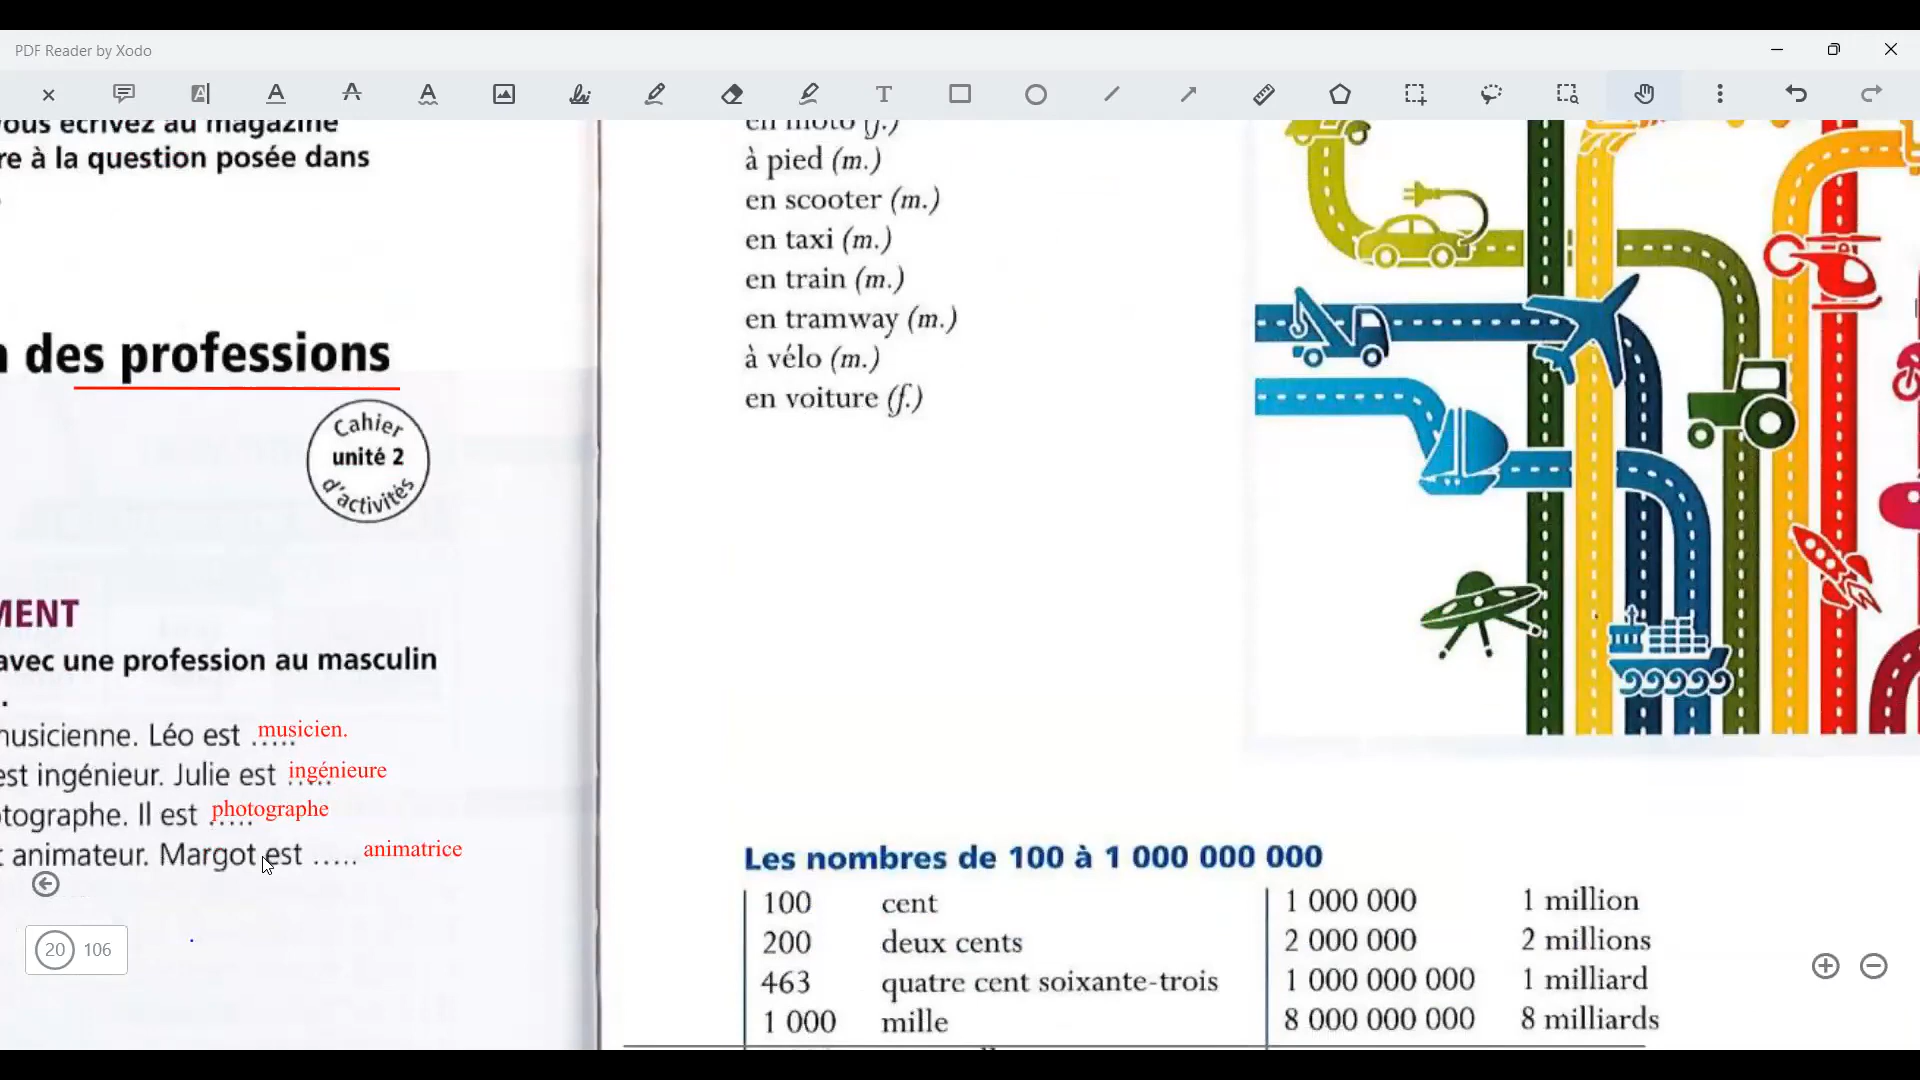 PDF Reader by Xodo
vous écrivez au magazine
re à la question posée dans
n des professions
Cahier
unité 2
d'activités
MENT
avec une profession au masculin
.
musicienne. Léo est ..... musicien.
est ingénieur. Julie est ..... ingénieure
otographe. Il est ..... photographe
t animateur. Margot est ..... animatrice
20 106
en moto (f.)
à pied (m.)
en scooter (m.)
en taxi (m.)
en train (m.)
en tramway (m.)
à vélo (m.)
en voiture (f.)
Les nombres de 100 à 1 000 000 000
100 cent
200 deux cents
463 quatre cent soixante-trois
1 000 mille
1 000 000 1 million
2 000 000 2 millions
1 000 000 000 1 milliard
8 000 000 000 8 milliards